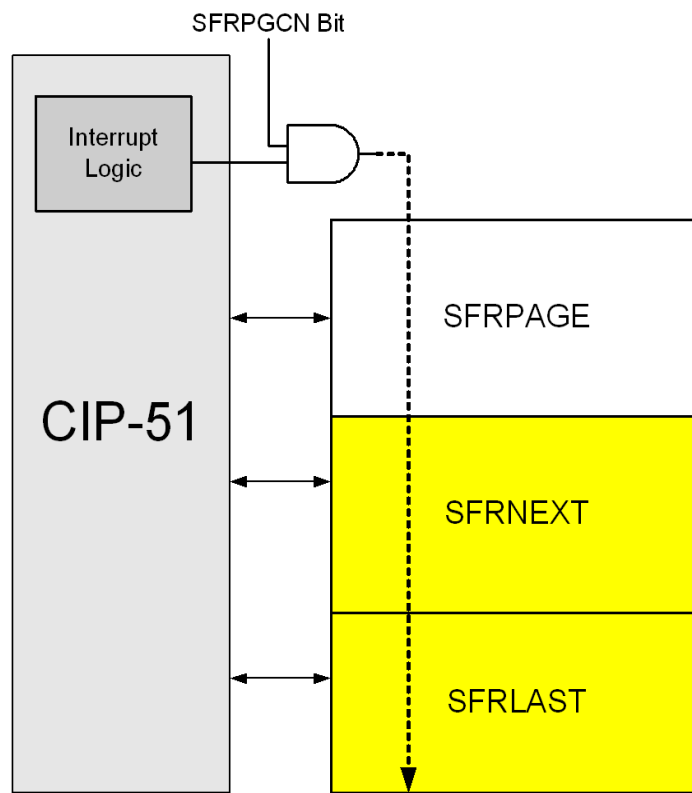 SFRPGCN Bit
Interrupt
Logic
SFRPAGE
CIP-51
SFRNEXT
SFRLAST